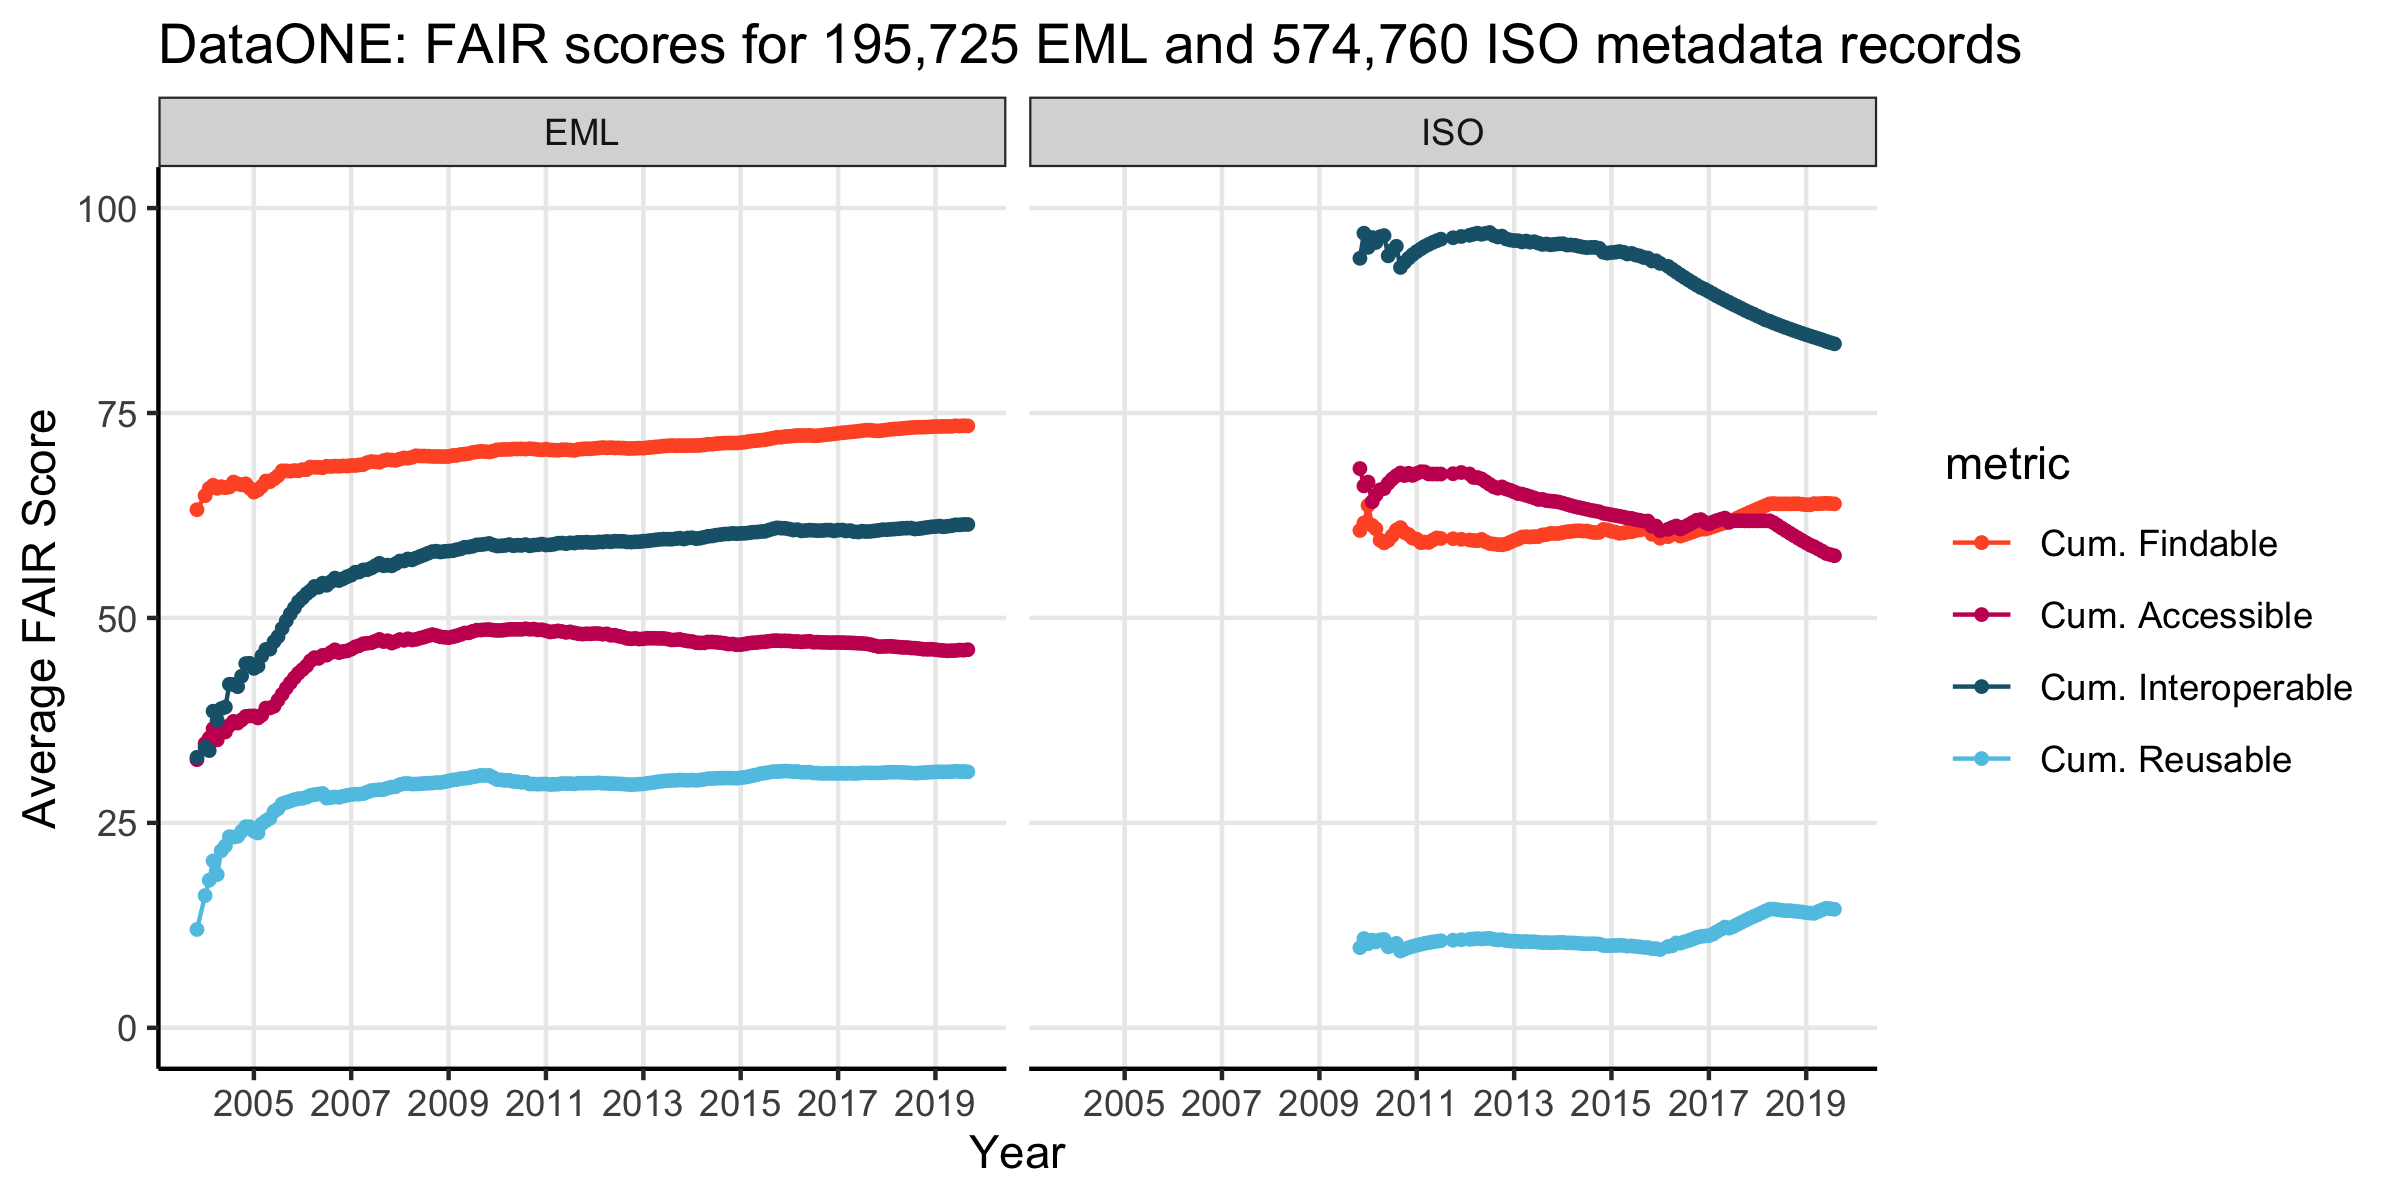 DataONE: FAIR scores for 195,725 EML and 574,760 ISO metadata records
EML
ISO
Average FAIR Score
100
75
50
25
0
2005 2007 2009 2011 2013 2015 2017 2019
2005 2007 2009 2011 2013 2015 2017 2019
Year
metric
Cum. Findable
Cum. Accessible
Cum. Interoperable
Cum. Reusable